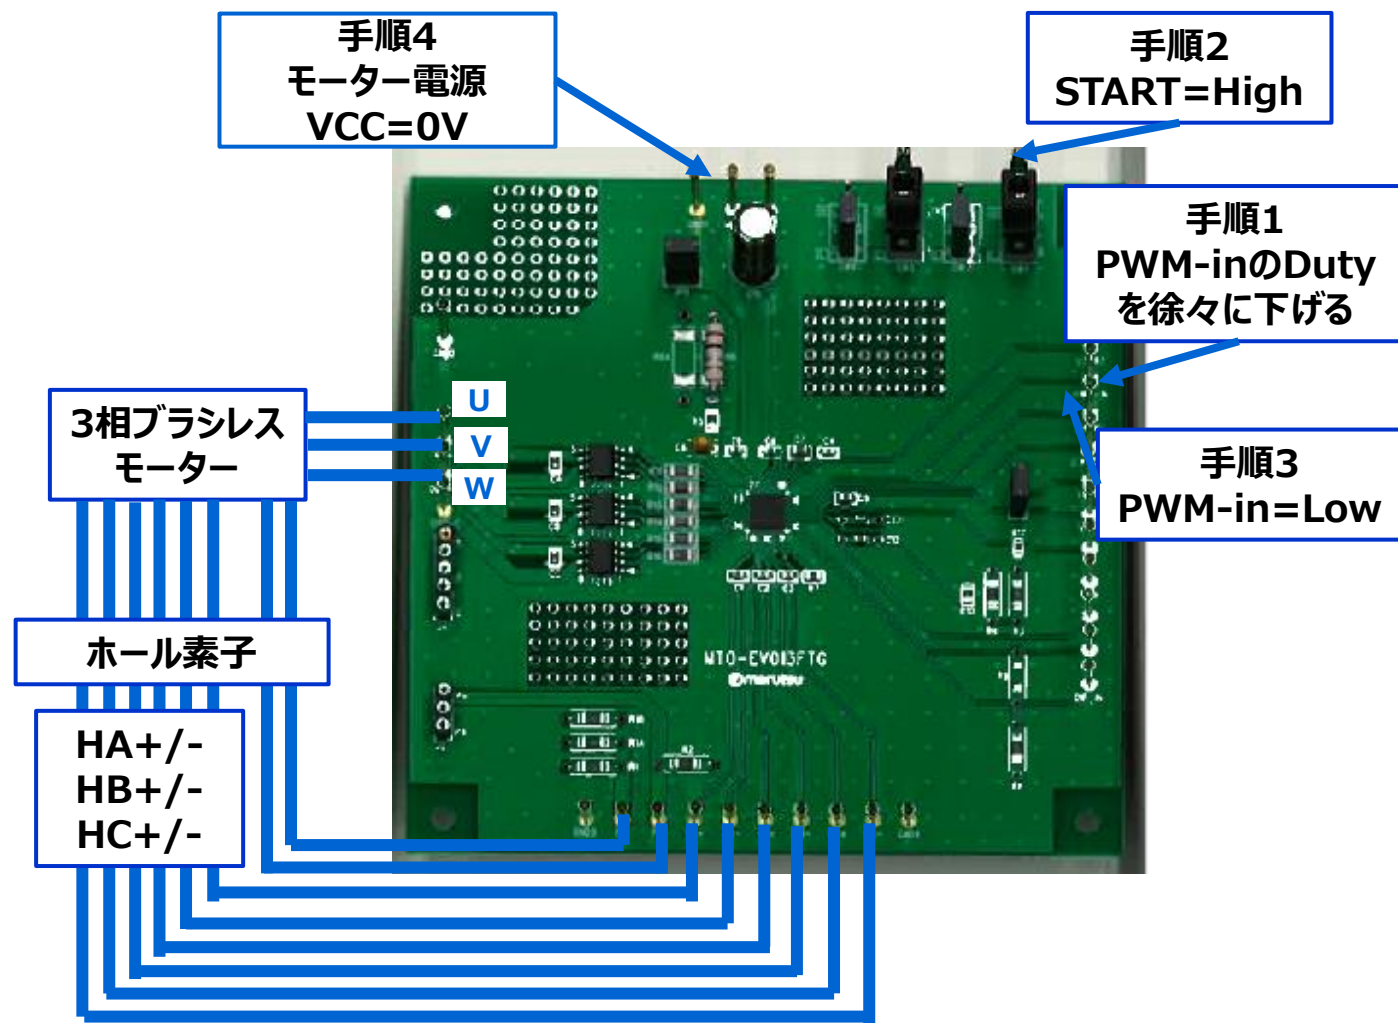 手順4
モーター電源
VCC=0V
手順2
START=High
手順1
PWM-inのDuty
を徐々に下げる
手順3
PWM-in=Low
3相ブラシレス
モーター
U
V
W
ホール素子
HA+/-
HB+/-
HC+/-
MTO-EV013FTG
marutsu